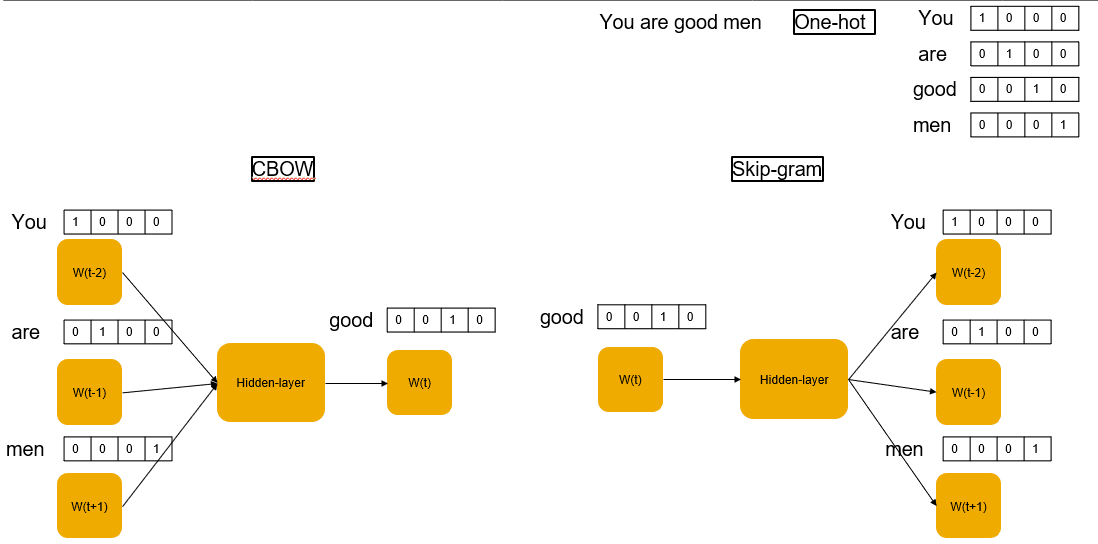 You are good men One-hot You 1 0 0 0
are 0 1 0 0
good 0 0 1 0
men 0 0 0 1
CBOW
You 1 0 0 0
W(t-2)
are 0 1 0 0
W(t-1)
men 0 0 0 1
W(t+1)
Hidden-layer
good 0 0 1 0
W(t)
Skip-gram
good 0 0 1 0
W(t)
Hidden-layer
You 1 0 0 0
W(t-2)
are 0 1 0 0
W(t-1)
men 0 0 0 1
W(t+1)